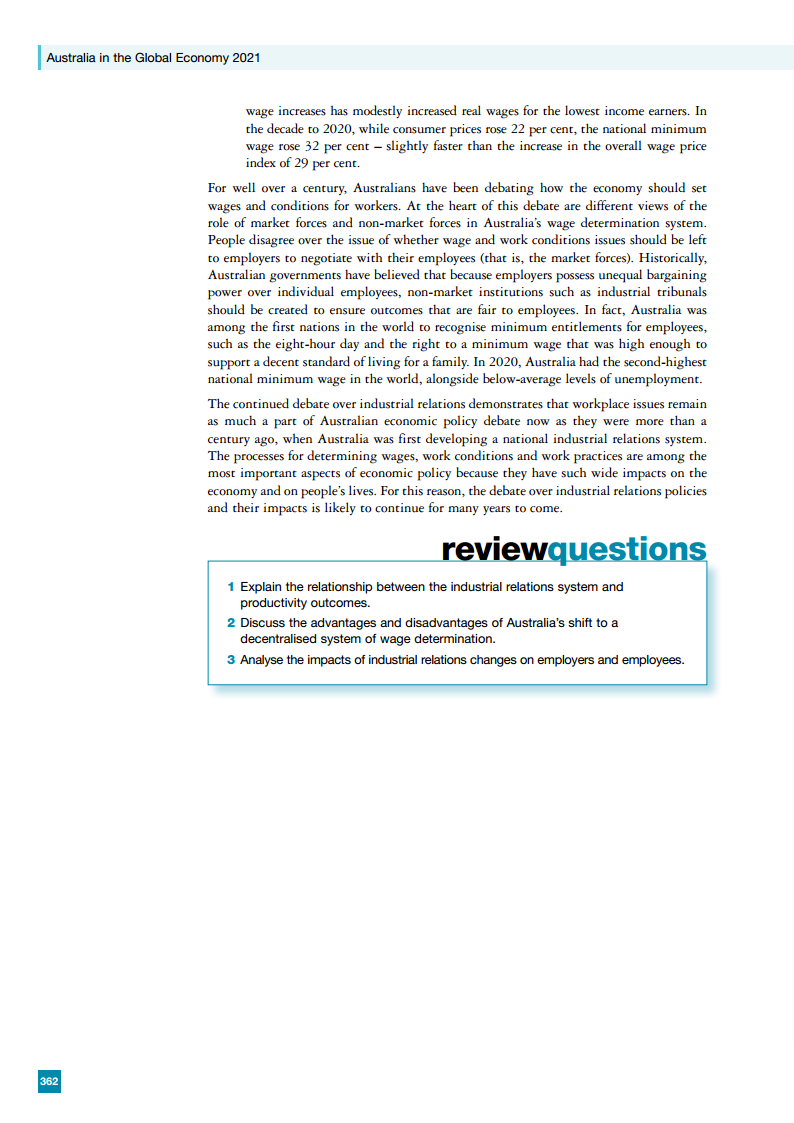 Australia in the Global Economy 2021
wage increases has modestly increased real wages for the lowest income earners. In
the decade to 2020, while consumer prices rose 22 per cent, the national minimum
wage rose 32 per cent – slightly faster than the increase in the overall wage price
index of 29 per cent.
For well over a century, Australians have been debating how the economy should set
wages and conditions for workers. At the heart of this debate are different views of the
role of market forces and non-market forces in Australia’s wage determination system.
People disagree over the issue of whether wage and work conditions issues should be left
to employers to negotiate with their employees (that is, the market forces). Historically,
Australian governments have believed that because employers possess unequal bargaining
power over individual employees, non-market institutions such as industrial tribunals
should be created to ensure outcomes that are fair to employees. In fact, Australia was
among the first nations in the world to recognise minimum entitlements for employees,
such as the eight-hour day and the right to a minimum wage that was high enough to
support a decent standard of living for a family. In 2020, Australia had the second-highest
national minimum wage in the world, alongside below-average levels of unemployment.
The continued debate over industrial relations demonstrates that workplace issues remain
as much a part of Australian economic policy debate now as they were more than a
century ago, when Australia was first developing a national industrial relations system.
The processes for determining wages, work conditions and work practices are among the
most important aspects of economic policy because they have such wide impacts on the
economy and on people’s lives. For this reason, the debate over industrial relations policies
and their impacts is likely to continue for many years to come.
reviewquestions
1 Explain the relationship between the industrial relations system and
productivity outcomes.
2 Discuss the advantages and disadvantages of Australia’s shift to a
decentralised system of wage determination.
3 Analyse the impacts of industrial relations changes on employers and employees.
362